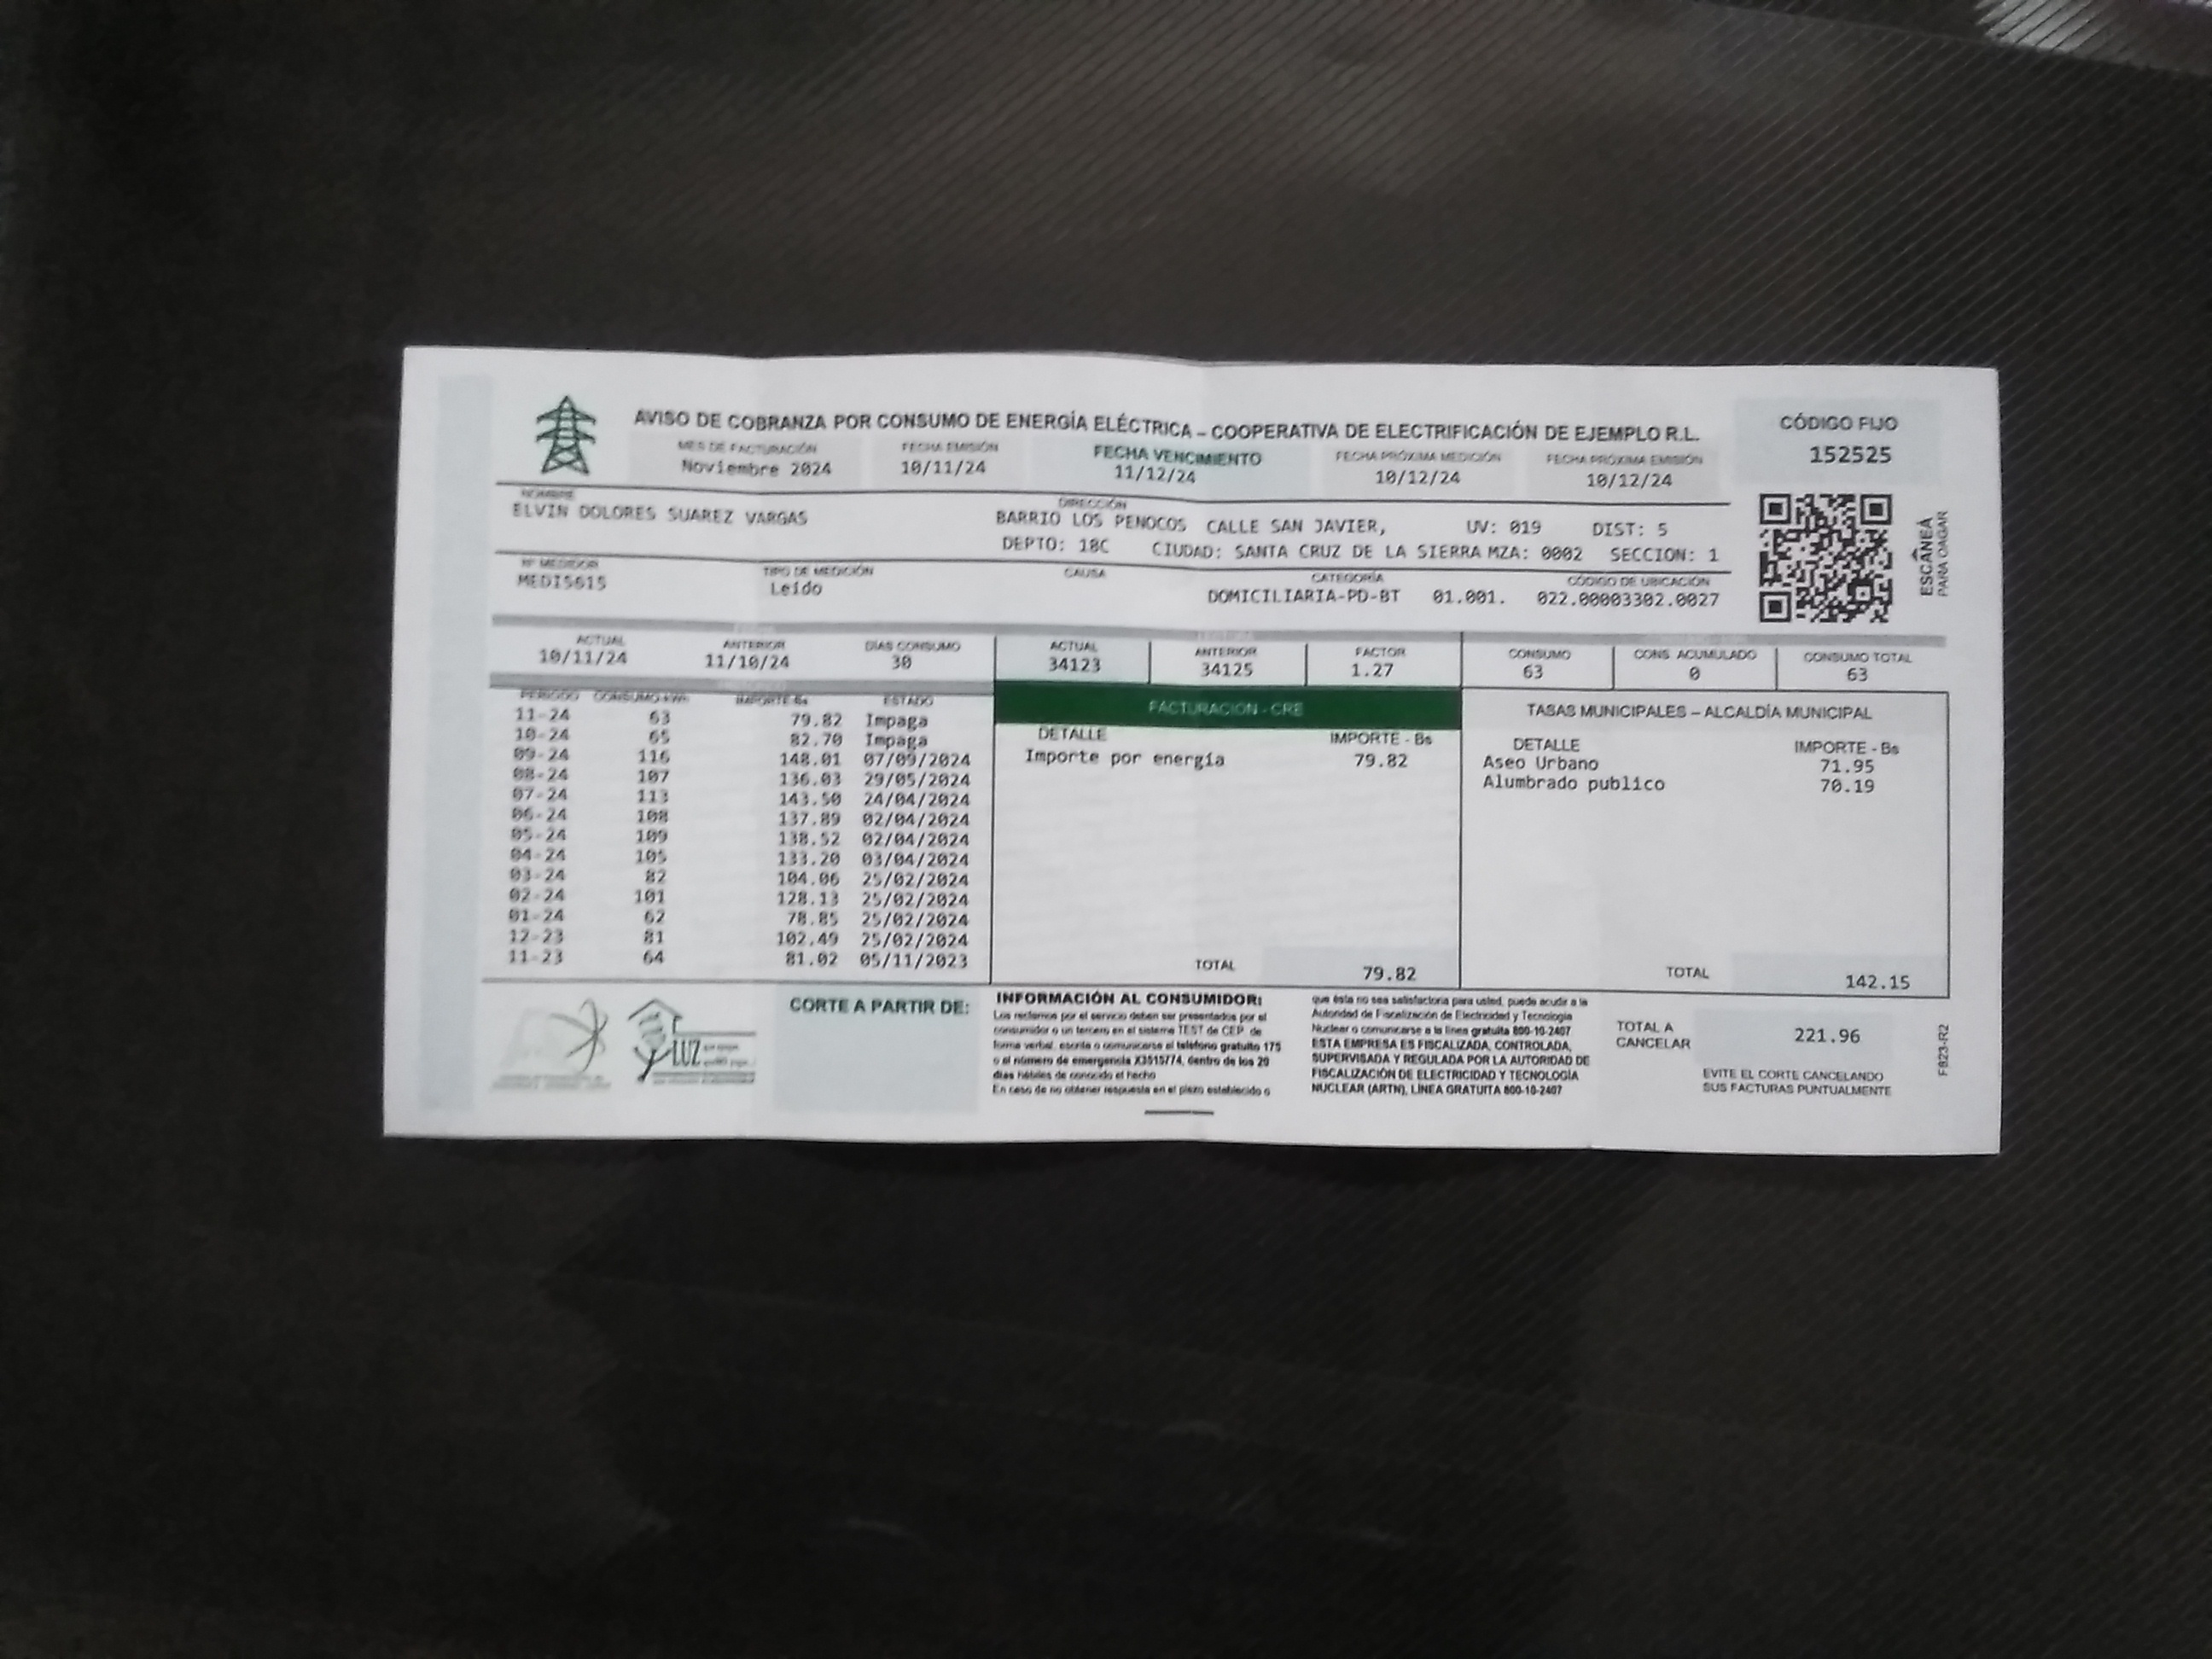 AVISO DE COBRANZA POR CONSUMO DE ENERGÍA ELÉCTRICA – COOPERATIVA DE ELECTRIFICACIÓN DE EJEMPLO R.L.
CÓDIGO FIJO
152525
MES DE FACTURACIÓN FECHA EMISIÓN FECHA VENCIMIENTO FECHA PRÓXIMA MEDICIÓN FECHA PRÓXIMA EMISIÓN
Noviembre 2024 10/11/24 11/12/24 10/12/24 10/12/24
NOMBRE DIRECCIÓN
ELVIN DOLORES SUAREZ VARGAS BARRIO LOS PENOCOS CALLE SAN JAVIER, UV: 019 DIST: 5
DEPTO: 18C CIUDAD: SANTA CRUZ DE LA SIERRA MZA: 0002 SECCION: 1
ESCANEÁ
PARA OAGAR
Nº MEDIDOR TIPO DE MEDICIÓN CAUSA CATEGORÍA CÓDIGO DE UBICACIÓN
MEDI5615 Leído DOMICILIARIA-PD-BT 01.001. 022.00003302.0027
ACTUAL ANTERIOR DIAS CONSUMO ACTUAL ANTERIOR FACTOR CONSUMO CONS ACUMULADO CONSUMO TOTAL
10/11/24 11/10/24 30 34123 34125 1.27 63 0 63
PERIODO CONSUMO kWh IMPORTE Bs ESTADO
11-24 63 79.82 Impaga
10-24 65 82.70 Impaga
09-24 116 148.01 07/09/2024
08-24 107 136.03 29/05/2024
07-24 113 143.50 24/04/2024
06-24 108 137.89 02/04/2024
05-24 109 138.52 02/04/2024
04-24 105 133.20 03/04/2024
03-24 82 104.06 25/02/2024
02-24 101 128.13 25/02/2024
01-24 62 78.85 25/02/2024
12-23 81 102.49 25/02/2024
11-23 64 81.02 05/11/2023
FACTURACION - CRE
DETALLE IMPORTE - Bs
Importe por energía 79.82
TOTAL 79.82
TASAS MUNICIPALES – ALCALDÍA MUNICIPAL
DETALLE IMPORTE - Bs
Aseo Urbano 71.95
Alumbrado publico 70.19
TOTAL 142.15
LUZ
CORTE A PARTIR DE:
INFORMACIÓN AL CONSUMIDOR:
Los reclamos por el servicio deben ser presentados por el
consumidor o un tercero en el sistema TEST de CEP de
forma verbal, escrita o comunicarse al teléfono gratuito 175
o al número de emergencia X3515774, dentro de los 20
días hábiles de conocido el hecho
En caso de no obtener respuesta en el plazo establecido o
que ésta no sea satisfactoria para usted, puede acudir a la
Autoridad de Fiscalización de Electricidad y Tecnología
Nuclear o comunicarse a la línea gratuita 800-10-2407
ESTA EMPRESA ES FISCALIZADA, CONTROLADA,
SUPERVISADA Y REGULADA POR LA AUTORIDAD DE
FISCALIZACIÓN DE ELECTRICIDAD Y TECNOLOGÍA
NUCLEAR (ARTN), LÍNEA GRATUITA 800-10-2407
TOTAL A
CANCELAR 221.96
EVITE EL CORTE CANCELANDO
SUS FACTURAS PUNTUALMENTE
F823-R2